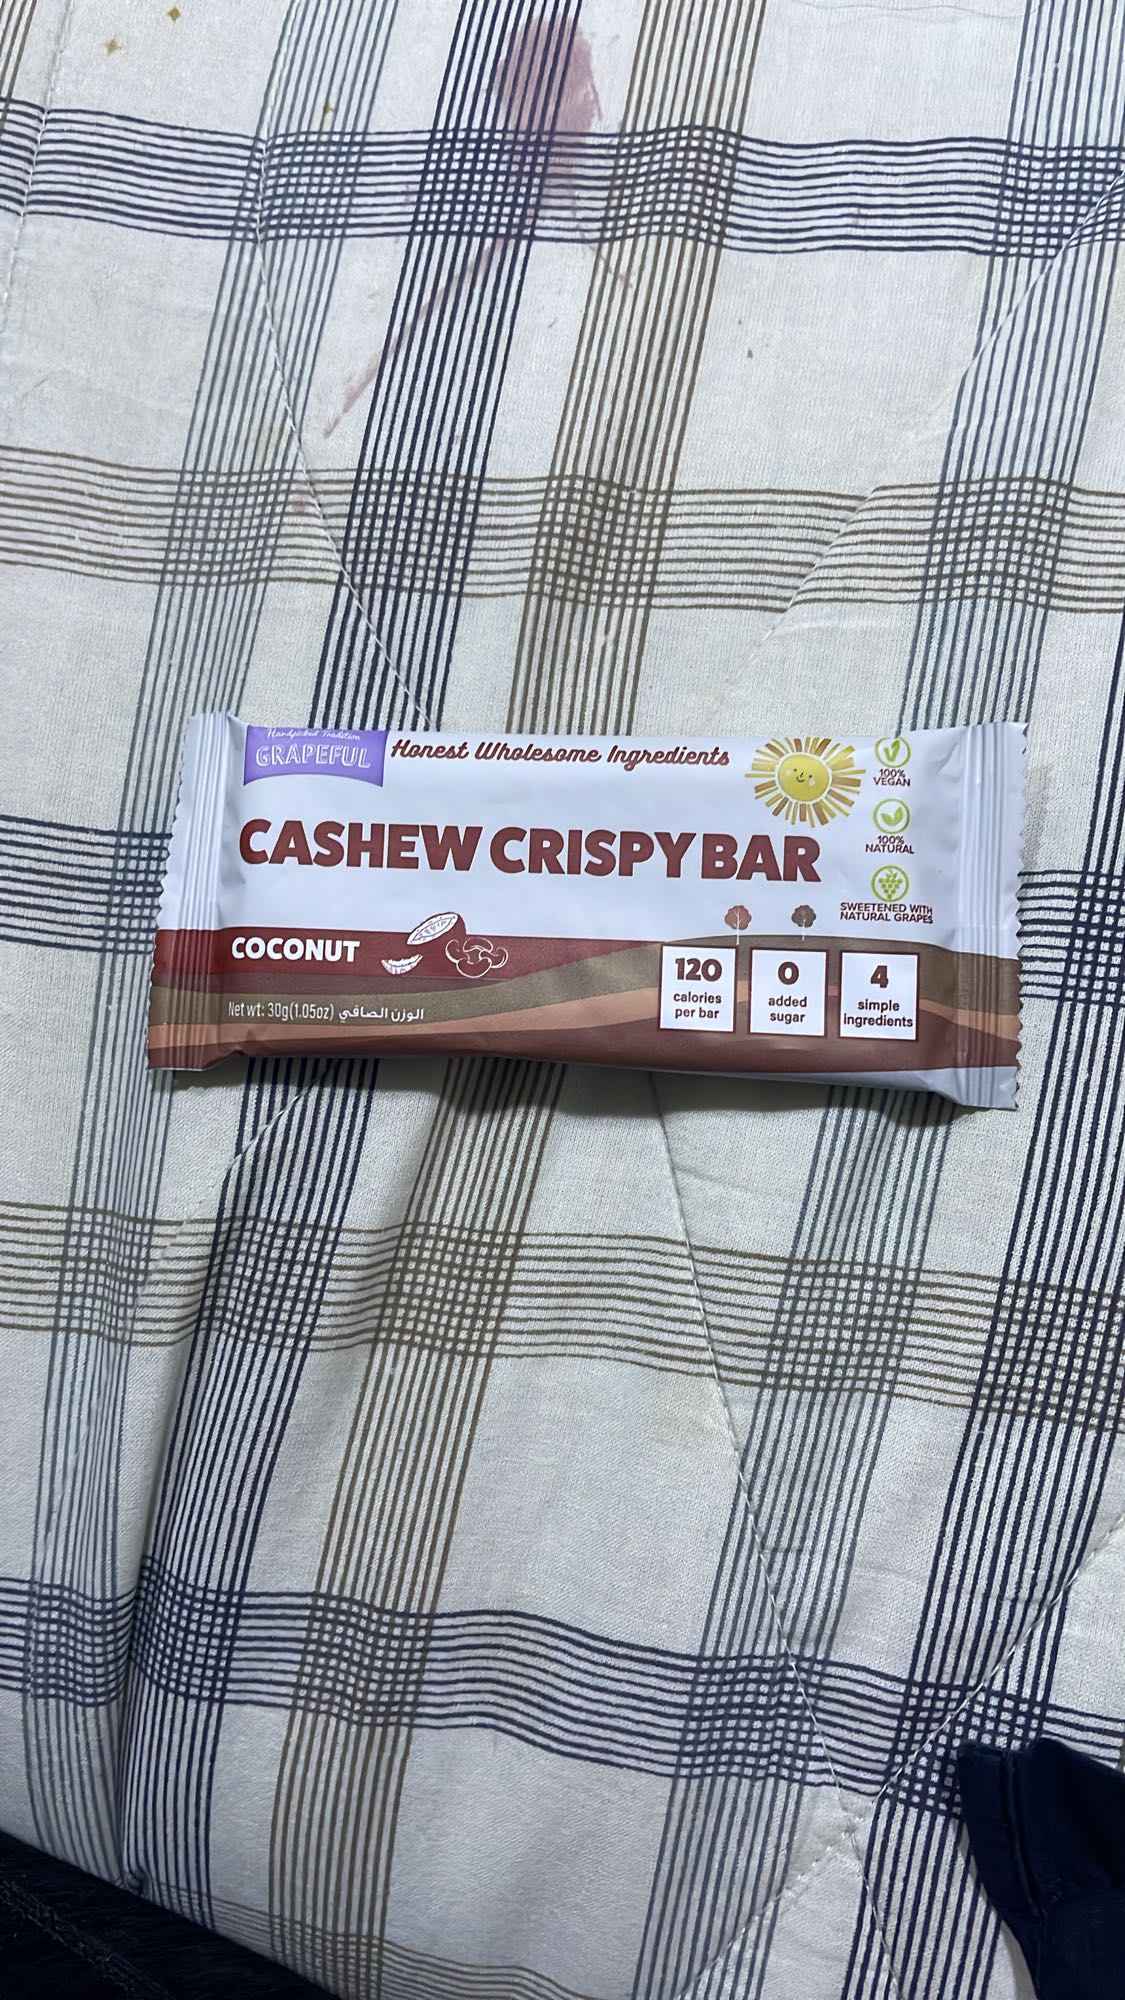 Handpicked Tradition
GRAPEFUL
Honest Wholesome Ingredients
100%
VEGAN
100%
NATURAL
SWEETENED WITH
NATURAL GRAPES
CASHEW CRISPY BAR
COCONUT
Net wt: 30g(1.05oz) الوزن الصافي
120
calories
per bar
0
added
sugar
4
simple
ingredients